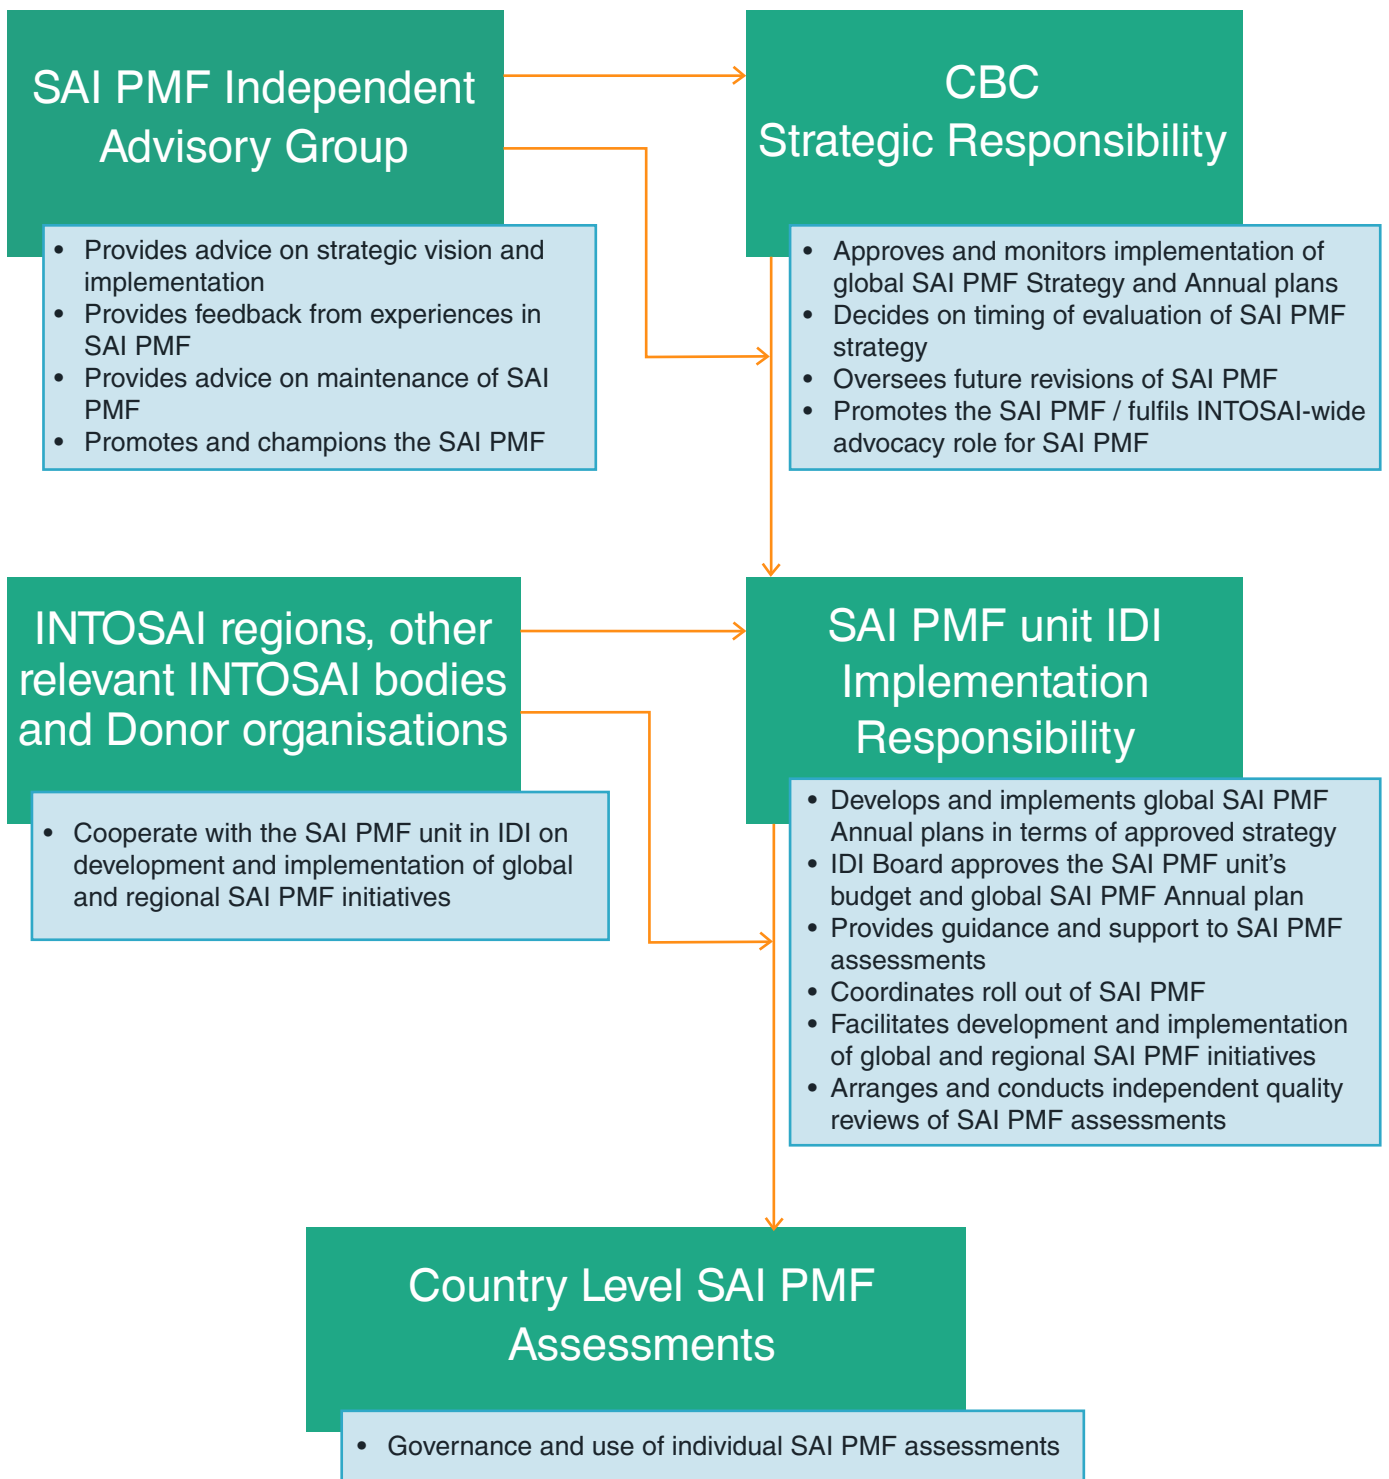 SAI PMF Independent
Advisory Group
• Provides advice on strategic vision and
implementation
• Provides feedback from experiences in
SAI PMF
• Provides advice on maintenance of SAI
PMF
• Promotes and champions the SAI PMF
CBC
Strategic Responsibility
• Approves and monitors implementation of
global SAI PMF Strategy and Annual plans
• Decides on timing of evaluation of SAI PMF
strategy
• Oversees future revisions of SAI PMF
• Promotes the SAI PMF / fulfils INTOSAI-wide
advocacy role for SAI PMF
INTOSAI regions, other
relevant INTOSAI bodies
and Donor organisations
• Cooperate with the SAI PMF unit in IDI on
development and implementation of global
and regional SAI PMF initiatives
SAI PMF unit IDI
Implementation
Responsibility
• Develops and implements global SAI PMF
Annual plans in terms of approved strategy
• IDI Board approves the SAI PMF unit’s
budget and global SAI PMF Annual plan
• Provides guidance and support to SAI PMF
assessments
• Coordinates roll out of SAI PMF
• Facilitates development and implementation
of global and regional SAI PMF initiatives
• Arranges and conducts independent quality
reviews of SAI PMF assessments
Country Level SAI PMF
Assessments
• Governance and use of individual SAI PMF assessments